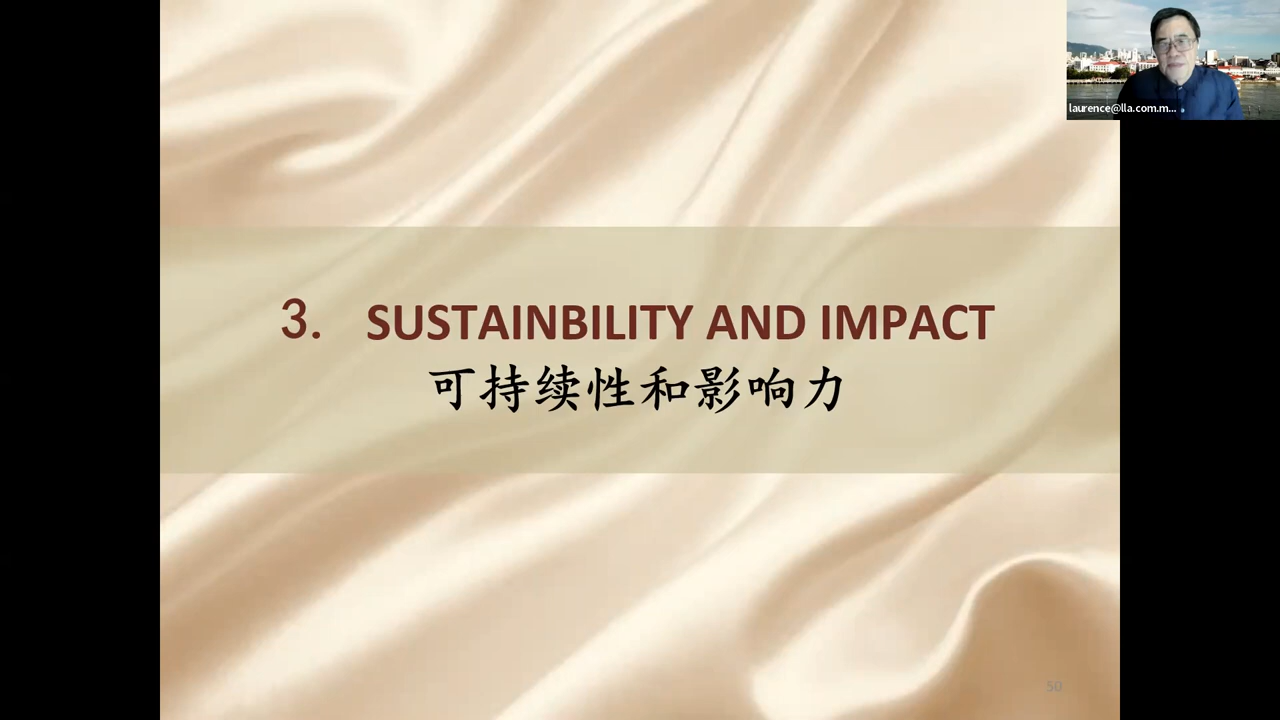 laurence@lla.com.m...
3. SUSTAINBILITY AND IMPACT
可持续性和影响力
50